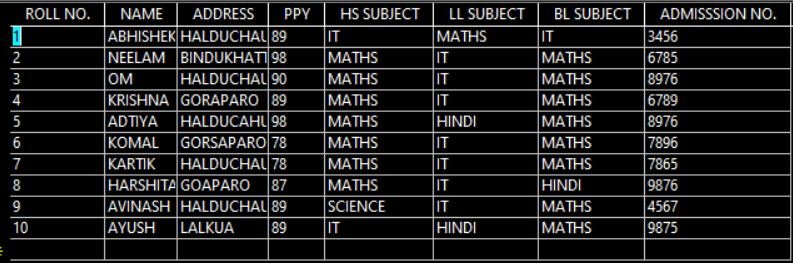 ROLL NO. NAME ADDRESS PPY HS SUBJECT LL SUBJECT BL SUBJECT ADMISSSION NO.
1 ABHISHEK HALDUCHAU 89 IT MATHS IT 3456
2 NEELAM BINDUKHATT 98 MATHS IT MATHS 6785
3 OM HALDUCHAU 90 MATHS IT MATHS 8976
4 KRISHNA GORAPARO 89 MATHS IT MATHS 6789
5 ADTIYA HALDUCAHU 98 MATHS HINDI MATHS 8976
6 KOMAL GORSAPARO 78 MATHS IT MATHS 7896
7 KARTIK HALDUCHAU 78 MATHS IT MATHS 7865
8 HARSHITA GOAPARO 87 MATHS IT HINDI 9876
9 AVINASH HALDUCHAU 89 SCIENCE IT MATHS 4567
10 AYUSH LALKUA 89 IT HINDI MATHS 9875